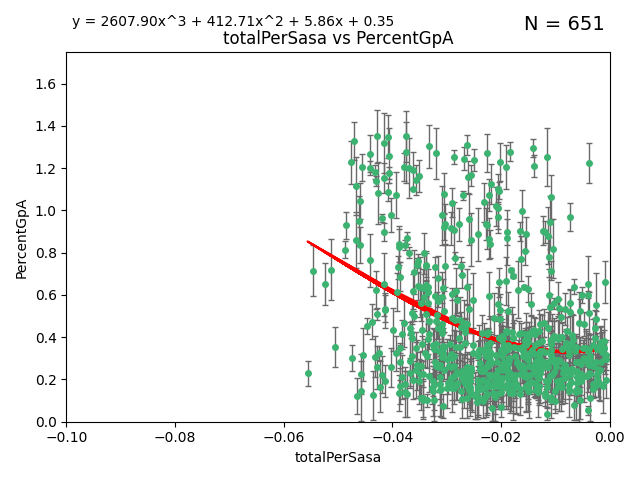 y = 2607.90x^3 + 412.71x^2 + 5.86x + 0.35
N = 651
totalPerSasa vs PercentGpA
PercentGpA
1.6
1.4
1.2
1.0
0.8
0.6
0.4
0.2
0.0
−0.10 −0.08 −0.06 −0.04 −0.02 0.00
totalPerSasa